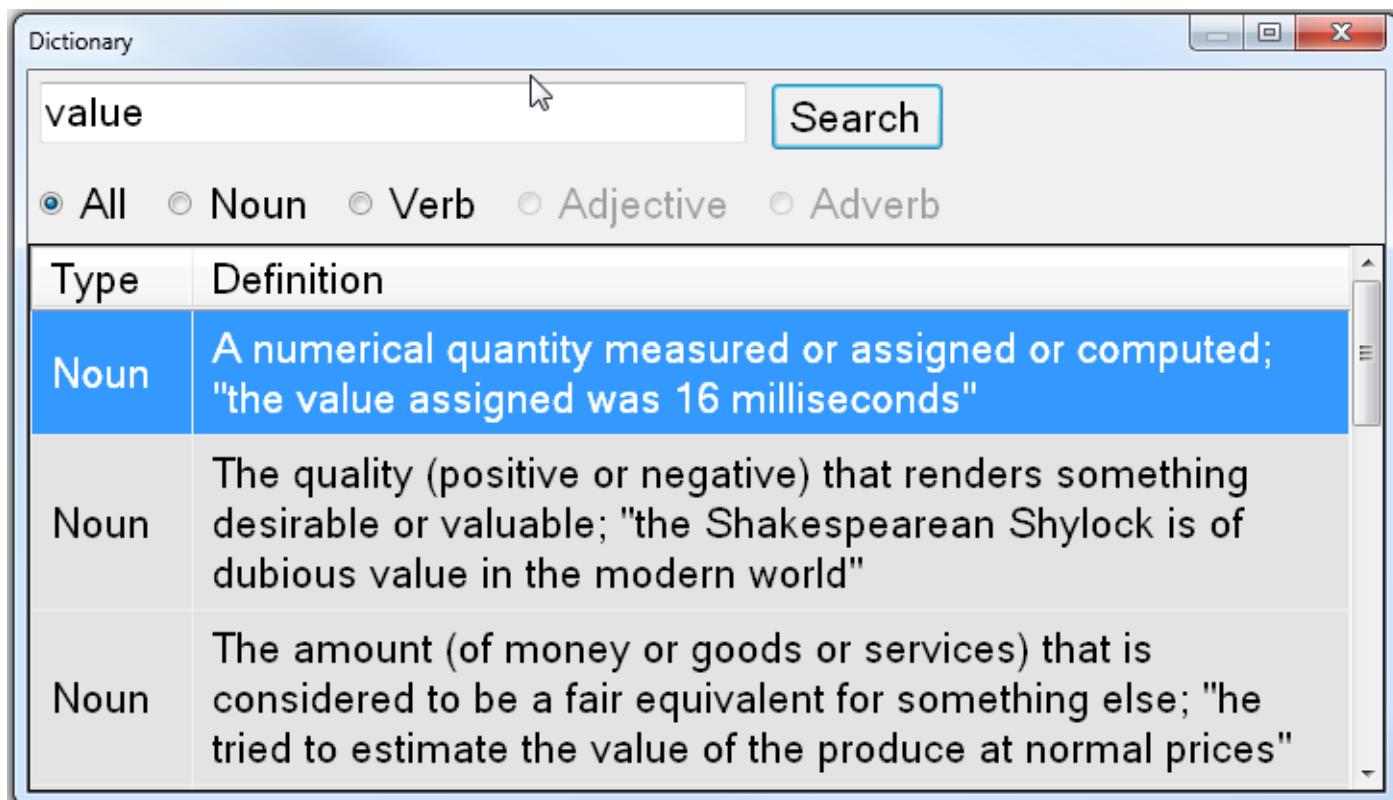 Dictionary
value
Search
All Noun Verb Adjective Adverb
Type Definition
Noun
A numerical quantity measured or assigned or computed;
"the value assigned was 16 milliseconds"
Noun
The quality (positive or negative) that renders something
desirable or valuable; "the Shakespearean Shylock is of
dubious value in the modern world"
Noun
The amount (of money or goods or services) that is
considered to be a fair equivalent for something else; "he
tried to estimate the value of the produce at normal prices"